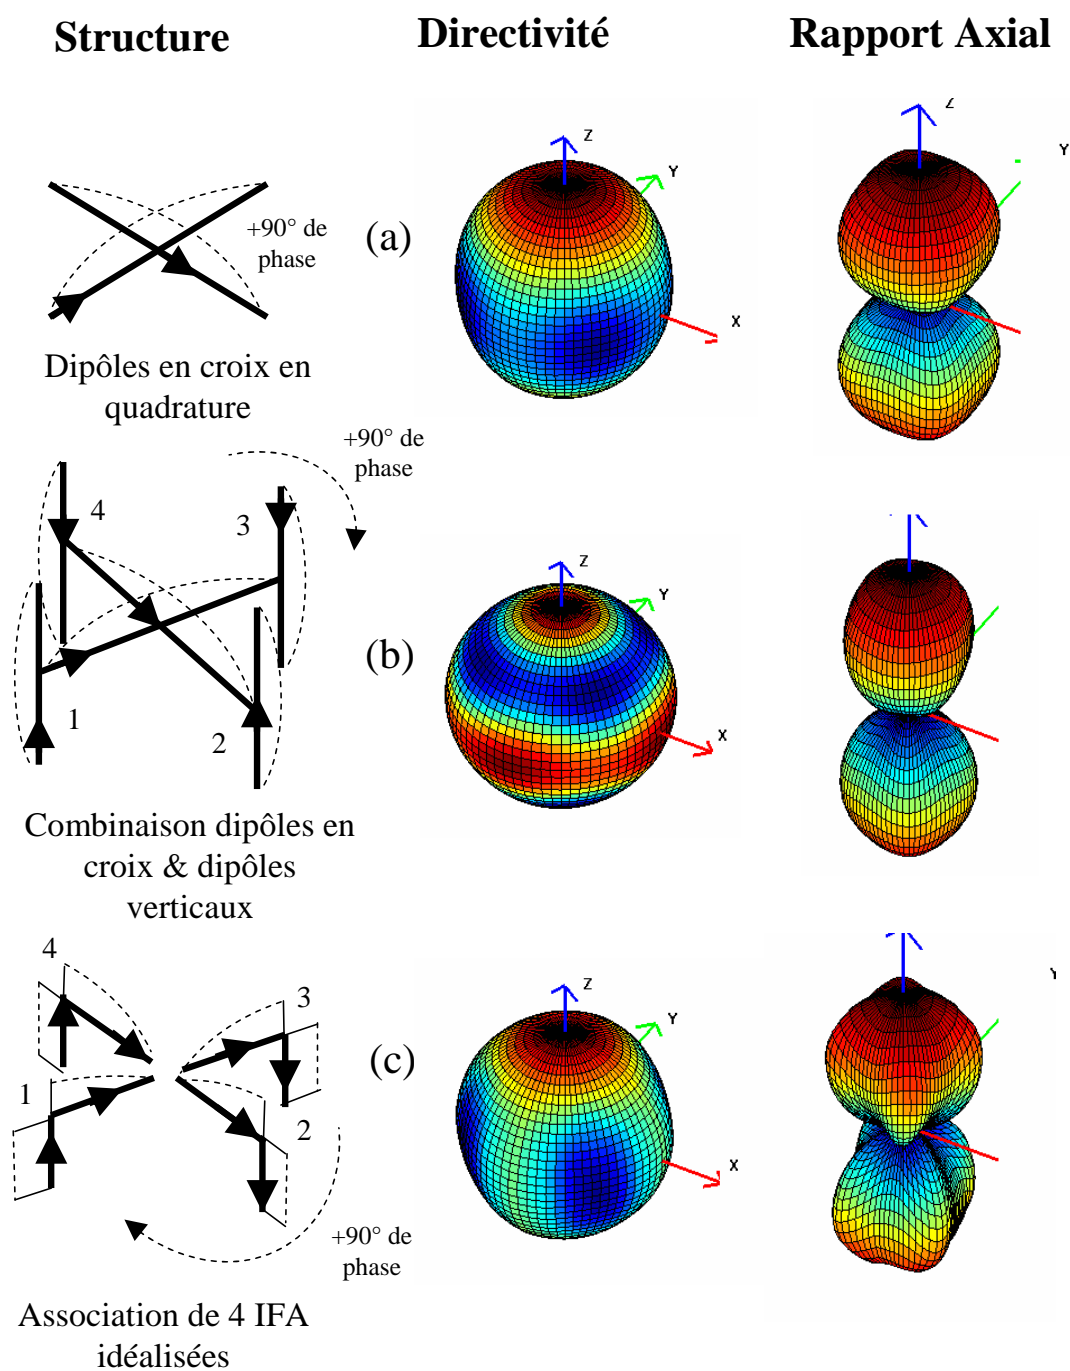 Structure
Directivité
Rapport Axial
+90° de
phase
(a)
Z
Y
X
Z
Y
Dipôles en croix en
quadrature
+90° de
phase
4
3
1
2
(b)
Z
Y
X
Combinaison dipôles en
croix & dipôles
verticaux
4
3
1
2
(c)
Z
Y
X
Y
+90° de
phase
Association de 4 IFA
idéalisées